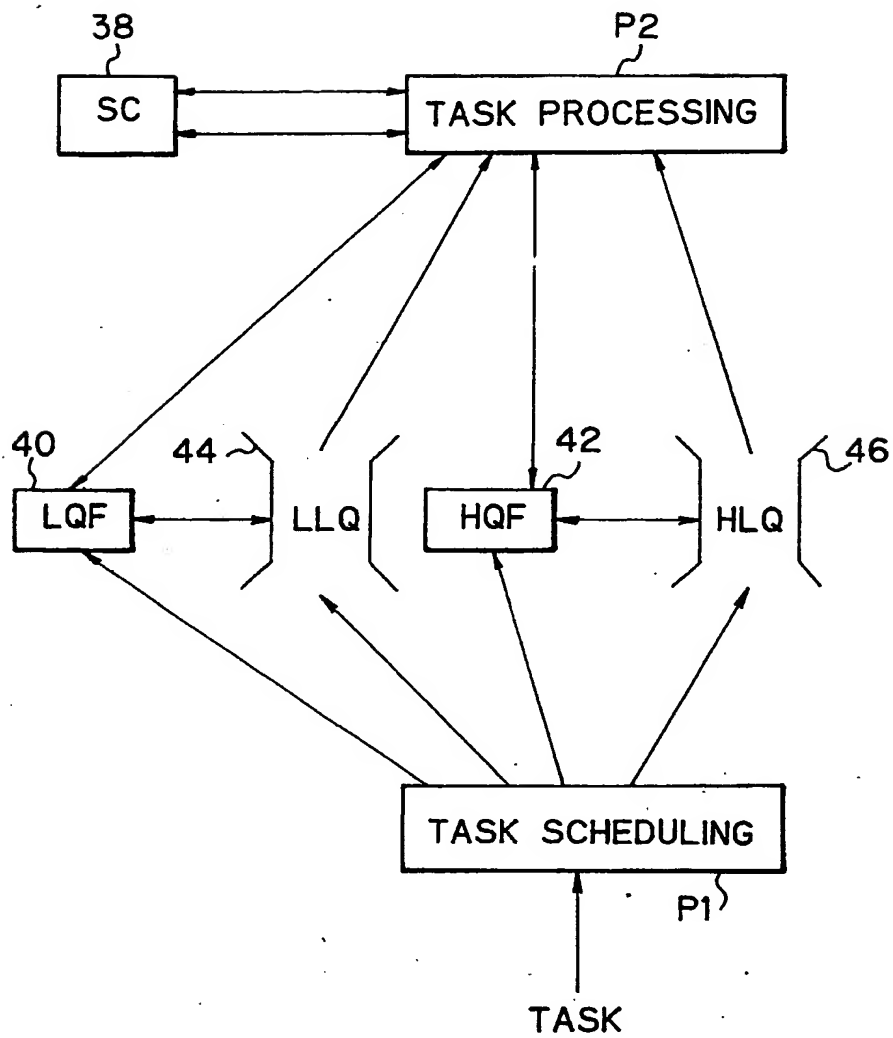 38
P2
SC
TASK PROCESSING
40
44
42
46
LQF
LLQ
HQF
HLQ
TASK SCHEDULING
P1
TASK